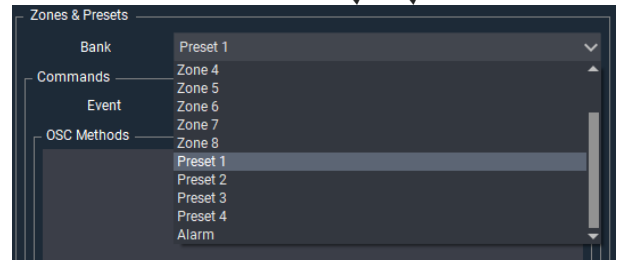 Zones & Presets
Bank Preset 1
Zone 4
Commands
Zone 5
Event Zone 6
Zone 7
OSC Methods
Zone 8
Preset 1
Preset 2
Preset 3
Preset 4
Alarm